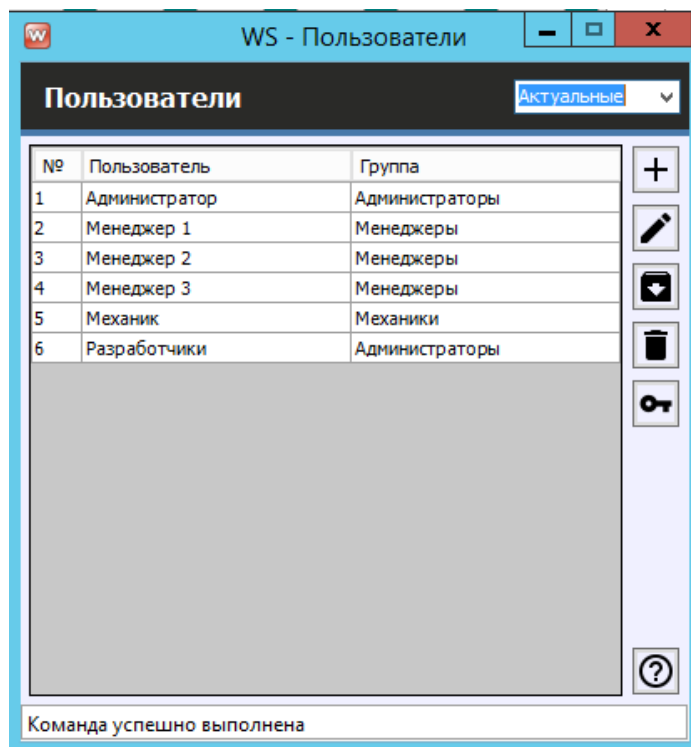 WS - Пользователи
Пользователи
Актуальные
№ Пользователь Группа
1 Администратор Администраторы
2 Менеджер 1 Менеджеры
3 Менеджер 2 Менеджеры
4 Менеджер 3 Менеджеры
5 Механик Механики
6 Разработчики Администраторы
Команда успешно выполнена